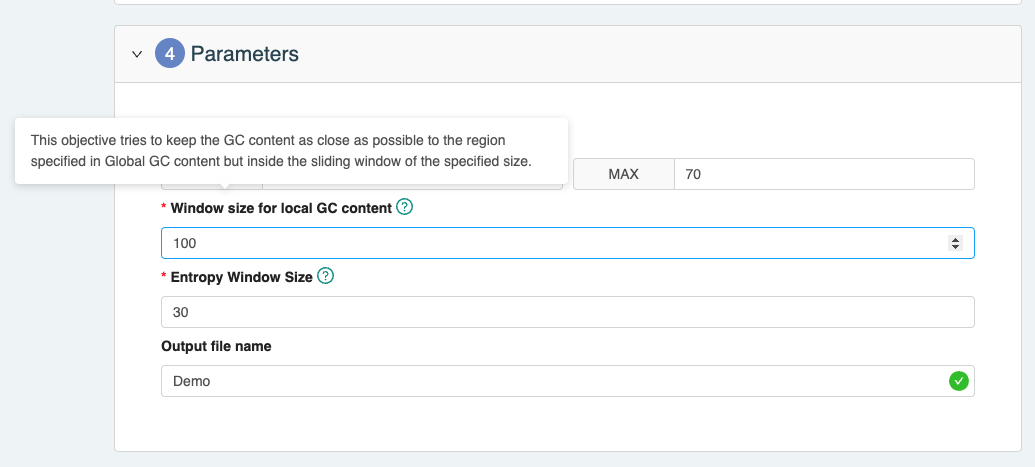 4 Parameters
This objective tries to keep the GC content as close as possible to the region
specified in Global GC content but inside the sliding window of the specified size.
MAX 70
* Window size for local GC content ?
100
* Entropy Window Size ?
30
Output file name
Demo